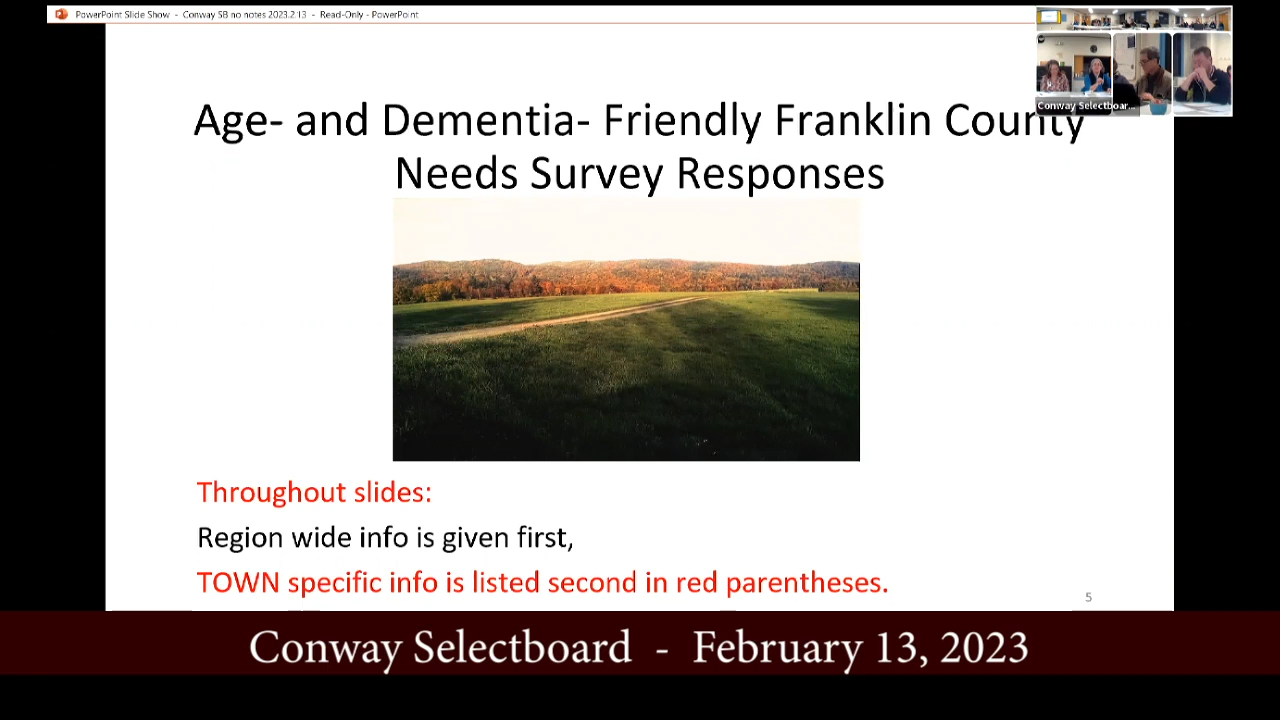 PowerPoint Slide Show - Conway SB no notes 2023.2.13 - Read-Only - PowerPoint
Conway Selectboar...
Age- and Dementia- Friendly Franklin County
Needs Survey Responses
Throughout slides:
Region wide info is given first,
TOWN specific info is listed second in red parentheses.
5
Conway Selectboard - February 13, 2023